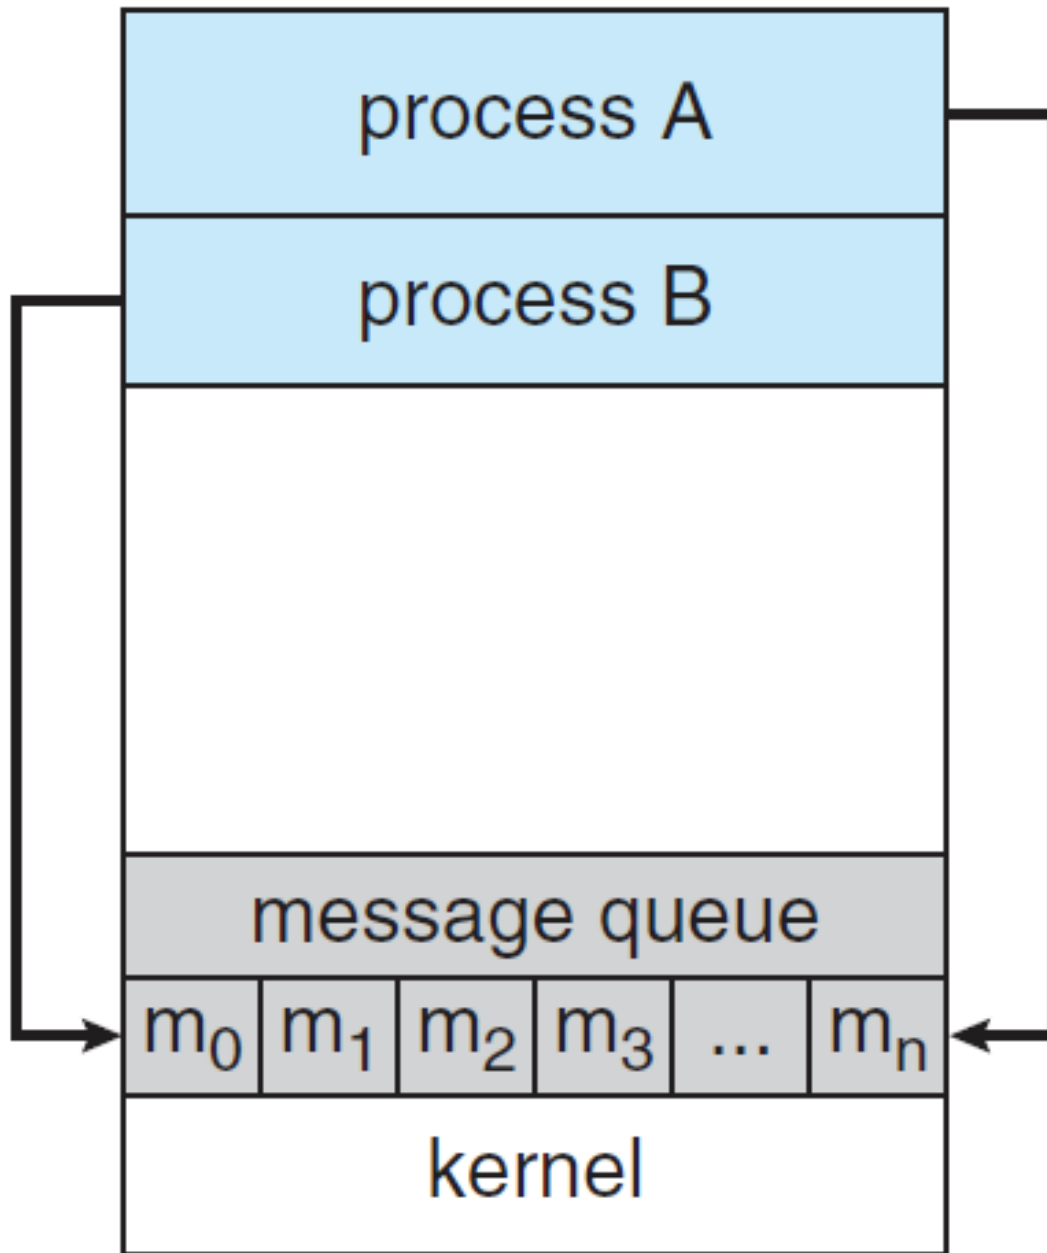 process A
process B
message queue
m₀ m₁ m₂ m₃ ... mₙ
kernel